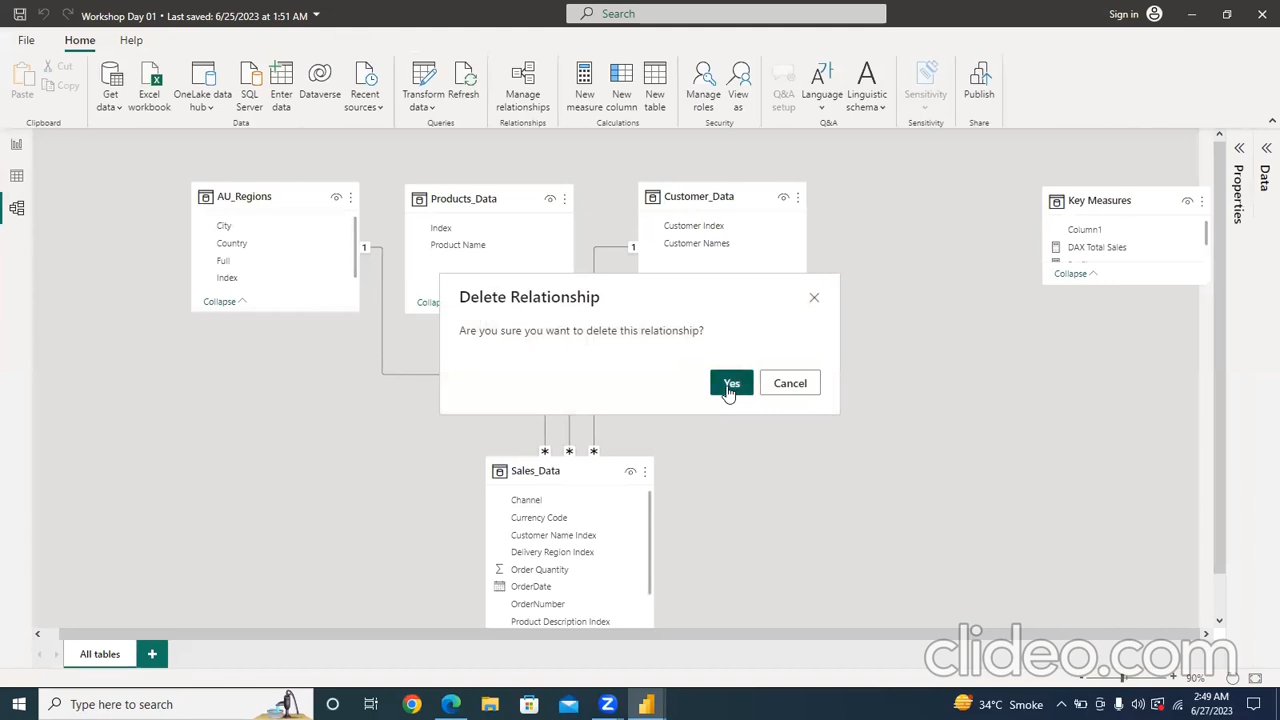 Workshop Day 01 • Last saved: 6/25/2023 at 1:51 AM
Search
Sign in
File
Home
Help
Paste
Cut
Copy
Get data
Excel workbook
OneLake data hub
SQL Server
Enter data
Dataverse
Recent sources
Transform data
Refresh
Manage relationships
New measure
New column
New table
Manage roles
View as
Q&A setup
Language
Linguistic schema
Sensitivity
Publish
Clipboard
Data
Queries
Relationships
Calculations
Security
Q&A
Sensitivity
Share
AU_Regions
City
Country
Full
Index
Collapse
1
Products_Data
Index
Product Name
Customer_Data
Customer Index
Customer Names
1
Key Measures
Column1
DAX Total Sales
Collapse
Properties
Data
Delete Relationship
Are you sure you want to delete this relationship?
Yes
Cancel
* * *
Sales_Data
Channel
Currency Code
Customer Name Index
Delivery Region Index
Order Quantity
OrderDate
OrderNumber
Product Description Index
All tables
+
clideo.com
90%
Type here to search
34°C Smoke
2:49 AM
6/27/2023